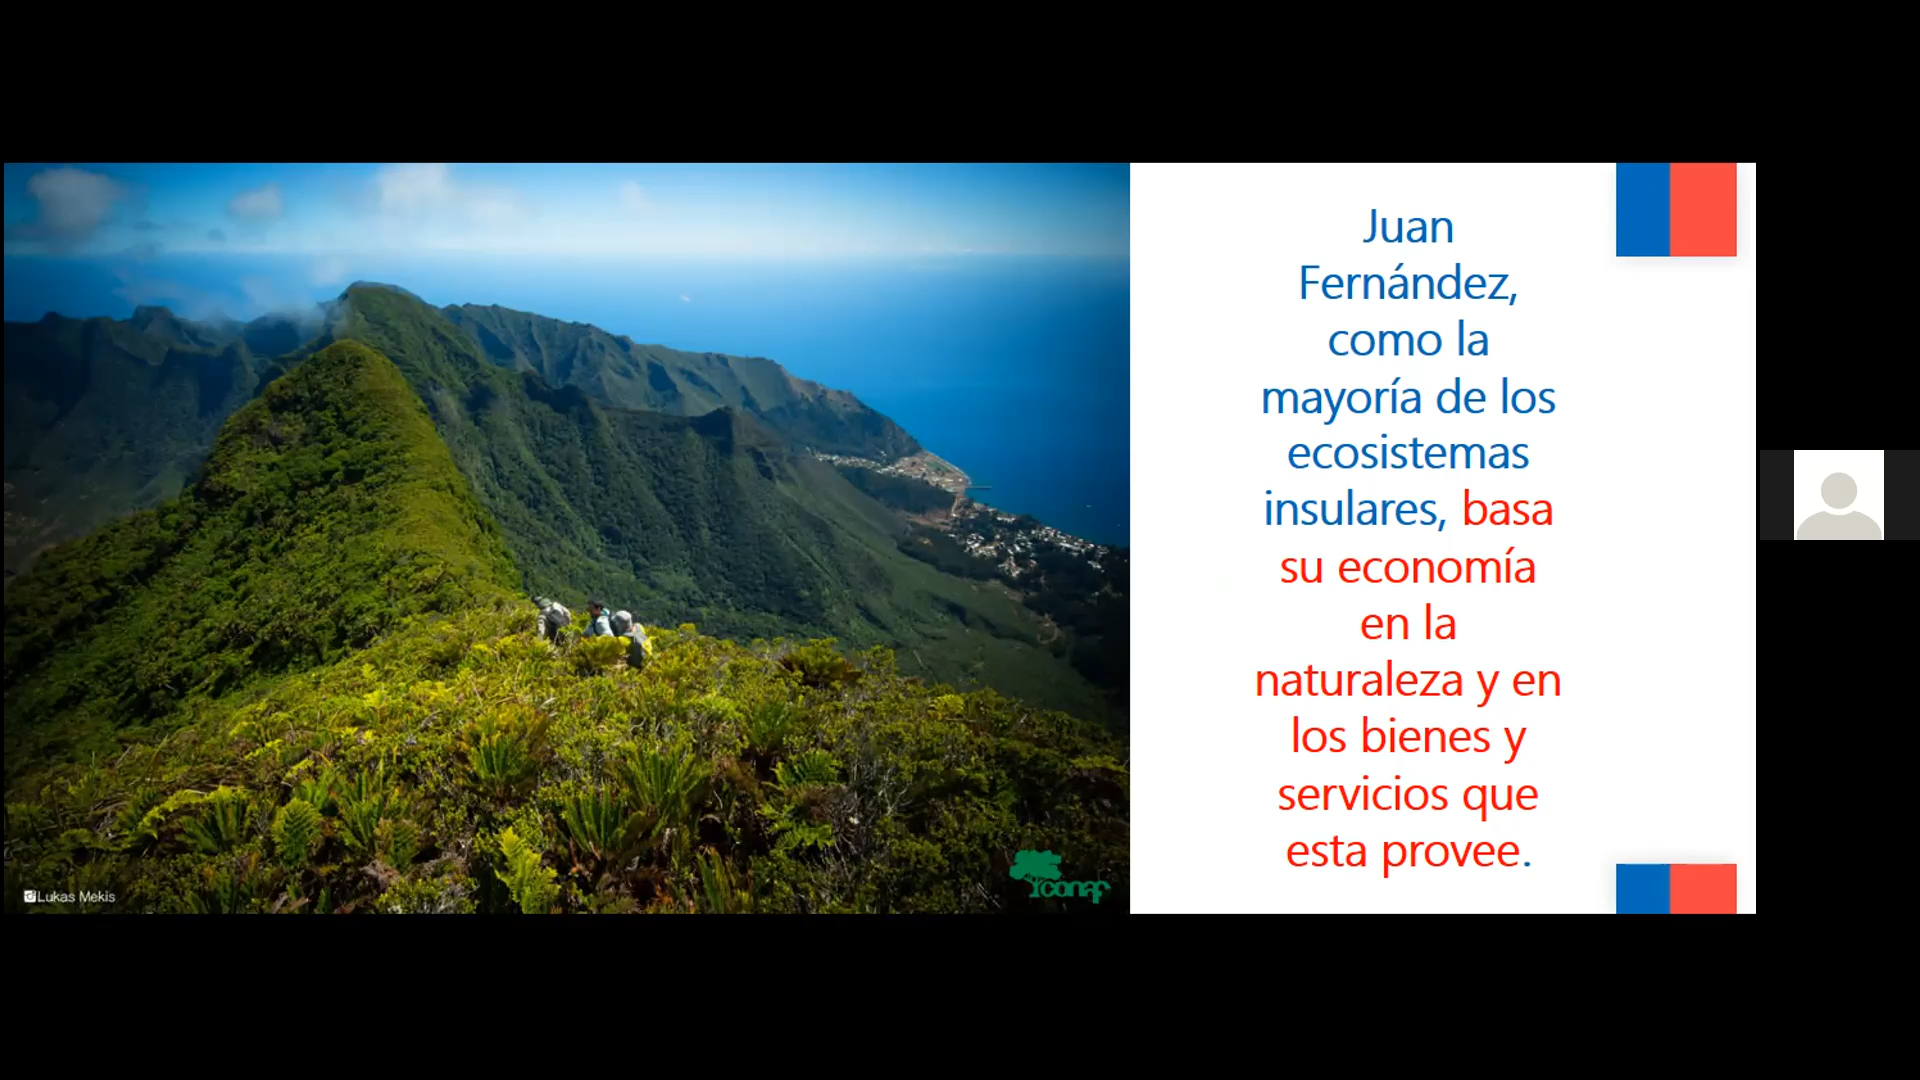 Juan
Fernández,
como la
mayoría de los
ecosistemas
insulares, basa
su economía
en la
naturaleza y en
los bienes y
servicios que
esta provee.
Lukas Mekis
conaf